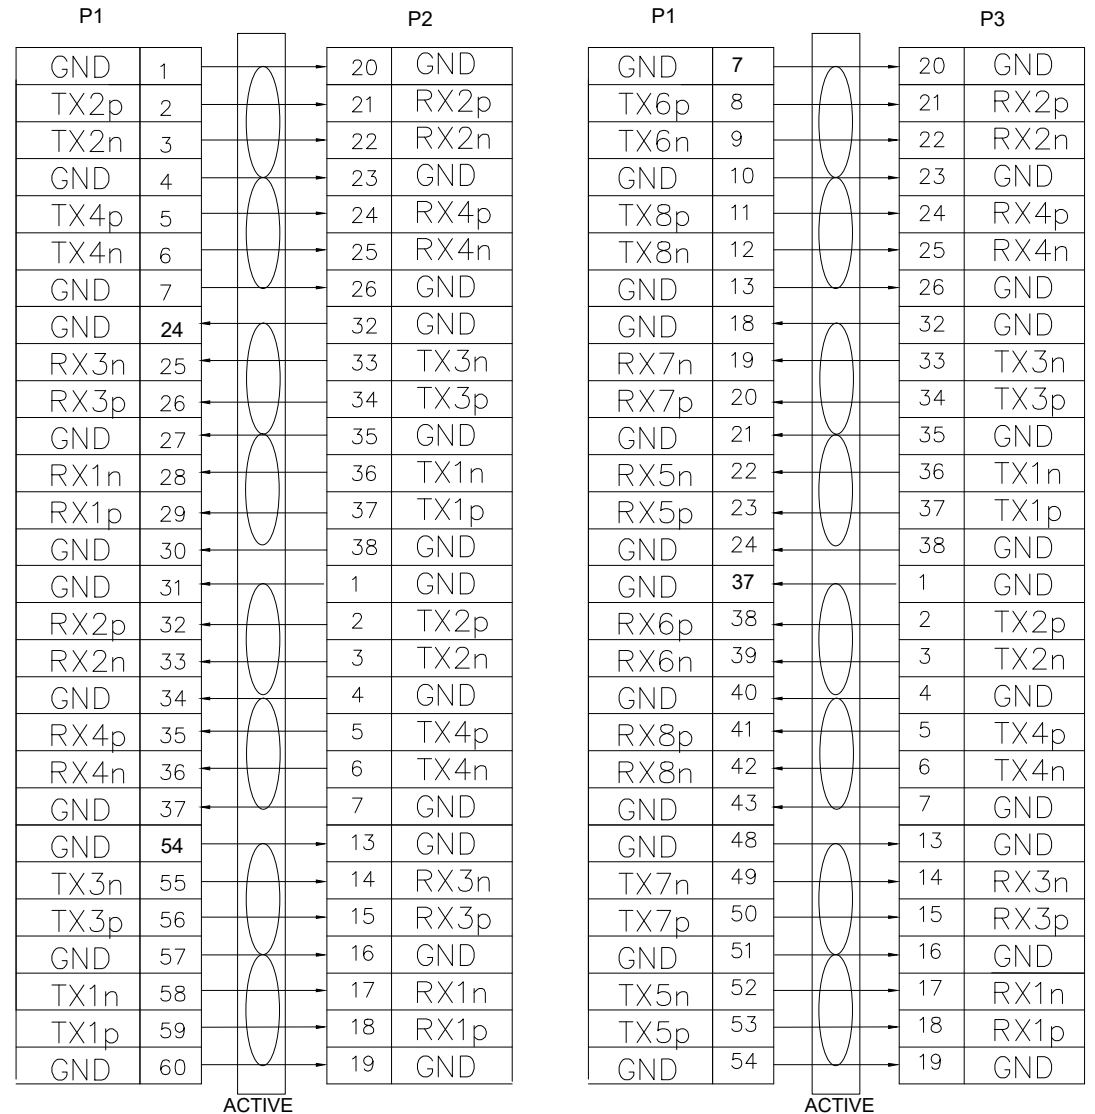 P1 P2 P1 P3
GND 1 20 GND GND 7 20 GND
TX2p 2 21 RX2p TX6p 8 21 RX2p
TX2n 3 22 RX2n TX6n 9 22 RX2n
GND 4 23 GND GND 10 23 GND
TX4p 5 24 RX4p TX8p 11 24 RX4p
TX4n 6 25 RX4n TX8n 12 25 RX4n
GND 7 26 GND GND 13 26 GND
GND 24 32 GND GND 18 32 GND
RX3n 25 33 TX3n RX7n 19 33 TX3n
RX3p 26 34 TX3p RX7p 20 34 TX3p
GND 27 35 GND GND 21 35 GND
RX1n 28 36 TX1n RX5n 22 36 TX1n
RX1p 29 37 TX1p RX5p 23 37 TX1p
GND 30 38 GND GND 24 38 GND
GND 31 1 GND GND 37 1 GND
RX2p 32 2 TX2p RX6p 38 2 TX2p
RX2n 33 3 TX2n RX6n 39 3 TX2n
GND 34 4 GND GND 40 4 GND
RX4p 35 5 TX4p RX8p 41 5 TX4p
RX4n 36 6 TX4n RX8n 42 6 TX4n
GND 37 7 GND GND 43 7 GND
GND 54 13 GND GND 48 13 GND
TX3n 55 14 RX3n TX7n 49 14 RX3n
TX3p 56 15 RX3p TX7p 50 15 RX3p
GND 57 16 GND GND 51 16 GND
TX1n 58 17 RX1n TX5n 52 17 RX1n
TX1p 59 18 RX1p TX5p 53 18 RX1p
GND 60 19 GND GND 54 19 GND
ACTIVE ACTIVE